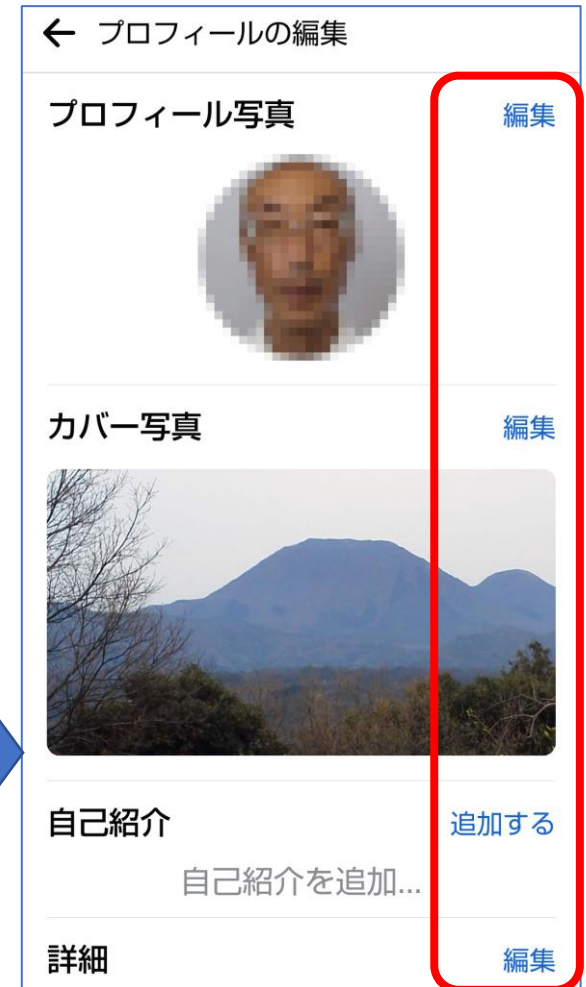 ← プロフィールの編集
プロフィール写真 編集
カバー写真 編集
自己紹介 追加する
自己紹介を追加...
詳細 編集